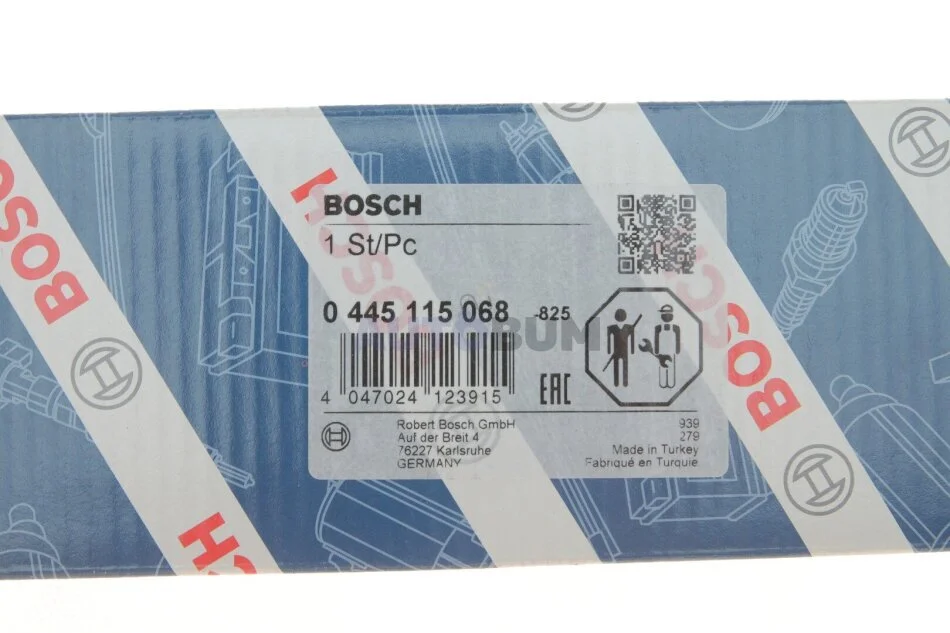 BOSCH
1 St/Pc
0 445 115 068 -825
AUTOBUM
4 047024 123915
EAC
Robert Bosch GmbH
Auf der Breit 4
76227 Karlsruhe
GERMANY
939
279
Made in Turkey
Fabriqué en Turquie
BOSCH
BOSCH
BOSCH